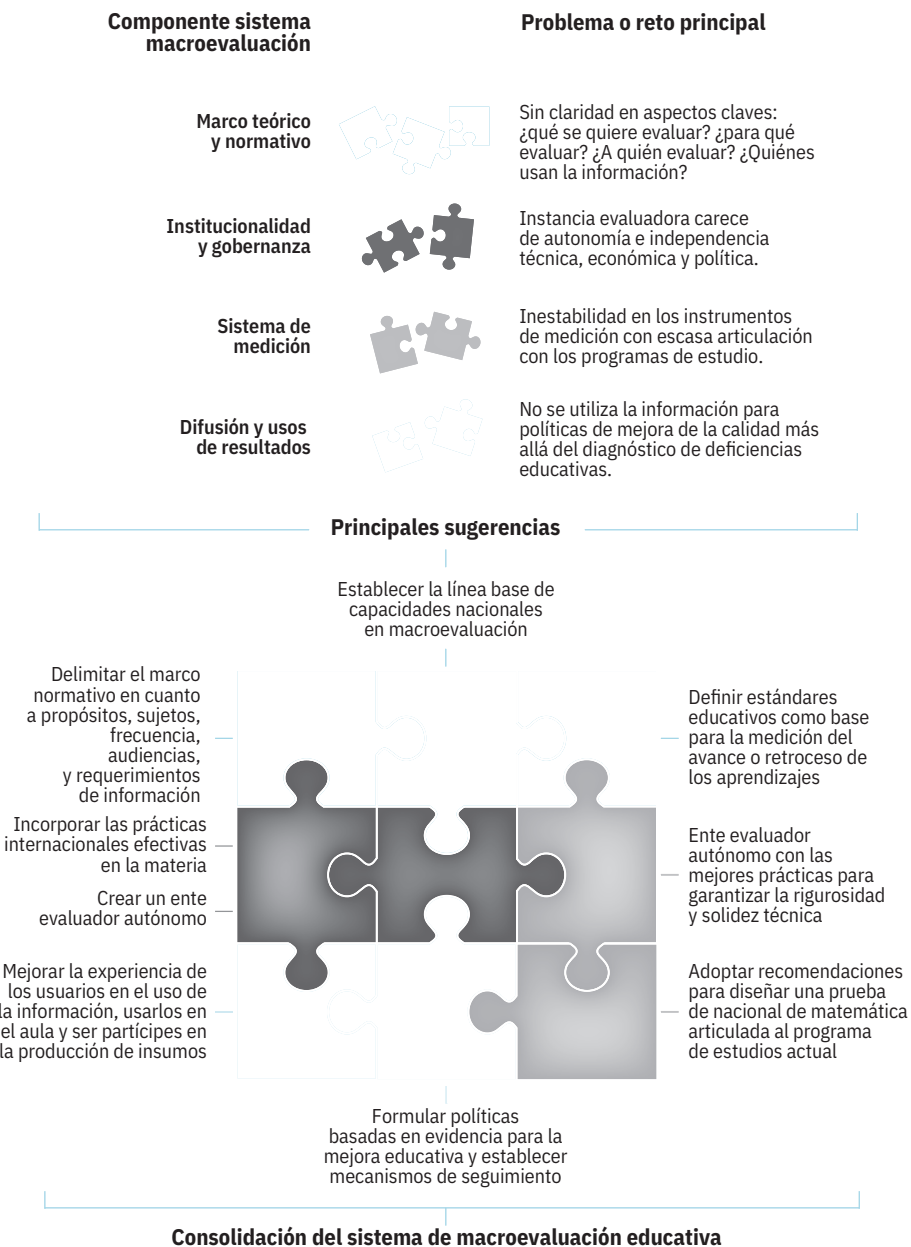 Componente sistema
macroevaluación
Problema o reto principal
Marco teórico
y normativo
Sin claridad en aspectos claves:
¿qué se quiere evaluar? ¿para qué
evaluar? ¿A quién evaluar? ¿Quiénes
usan la información?
Institucionalidad
y gobernanza
Instancia evaluadora carece
de autonomía e independencia
técnica, económica y política.
Sistema de
medición
Inestabilidad en los instrumentos
de medición con escasa articulación
con los programas de estudio.
Difusión y usos
de resultados
No se utiliza la información para
políticas de mejora de la calidad más
allá del diagnóstico de deficiencias
educativas.
Principales sugerencias
Establecer la línea base de
capacidades nacionales
en macroevaluación
Delimitar el marco
normativo en cuanto
a propósitos, sujetos,
frecuencia,
audiencias,
y requerimientos
de información
Definir estándares
educativos como base
para la medición del
avance o retroceso de
los aprendizajes
Incorporar las prácticas
internacionales efectivas
en la materia
Crear un ente
evaluador autónomo
Ente evaluador
autónomo con las
mejores prácticas para
garantizar la rigurosidad
y solidez técnica
Mejorar la experiencia de
los usuarios en el uso de
la información, usarlos en
el aula y ser partícipes en
la producción de insumos
Adoptar recomendaciones
para diseñar una prueba
de nacional de matemática
articulada al programa
de estudios actual
Formular políticas
basadas en evidencia para la
mejora educativa y establecer
mecanismos de seguimiento
Consolidación del sistema de macroevaluación educativa